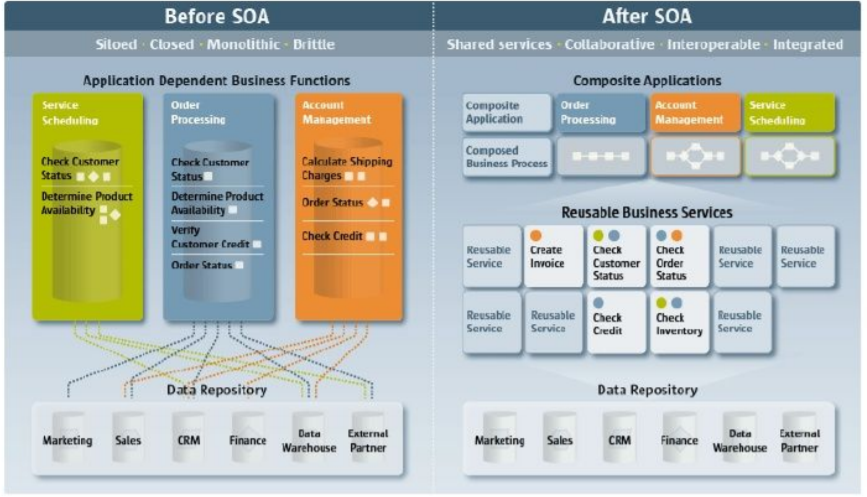 Before SOA
Siloed · Closed · Monolithic · Brittle
Application Dependent Business Functions
Service
Scheduling
Check Customer
Status
Determine Product
Availability
Order
Processing
Check Customer
Status
Determine Product
Availability
Verify
Customer Credit
Order Status
Account
Management
Calculate Shipping
Charges
Order Status
Check Credit
Data Repository
Marketing
Sales
CRM
Finance
Data
Warehouse
External
Partner
After SOA
Shared services · Collaborative · Interoperable · Integrated
Composite Applications
Composite
Application
Order
Processing
Account
Management
Service
Scheduling
Composed
Business Process
Reusable Business Services
Reusable
Service
Create
Invoice
Check
Customer
Status
Check
Order
Status
Reusable
Service
Reusable
Service
Reusable
Service
Reusable
Service
Check
Credit
Check
Inventory
Reusable
Service
Data Repository
Marketing
Sales
CRM
Finance
Data
Warehouse
External
Partner